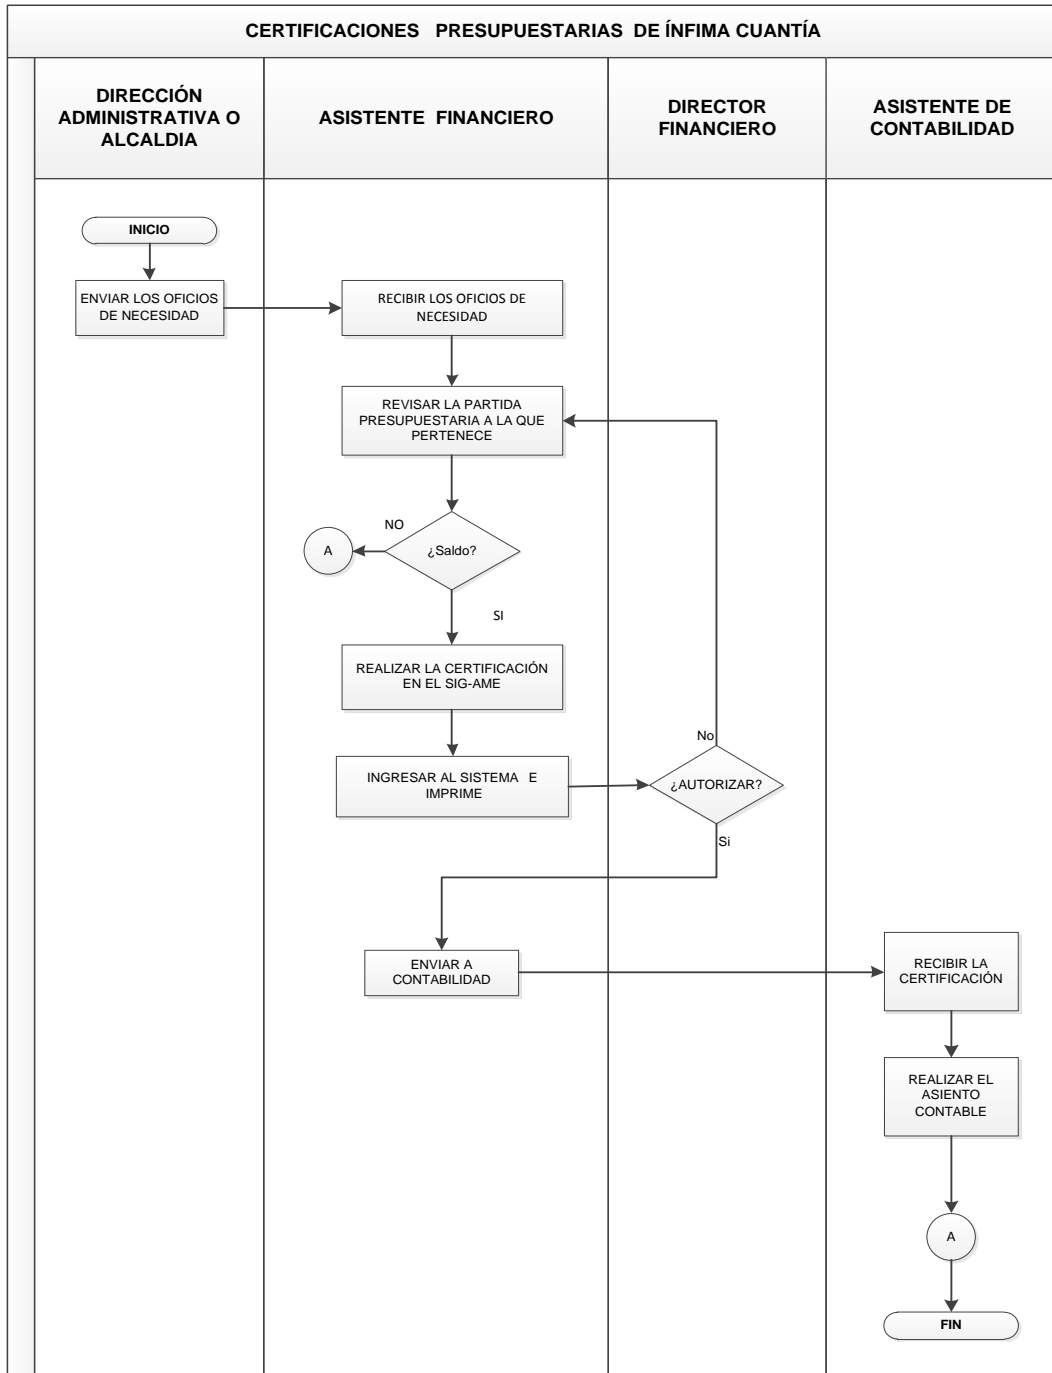 CERTIFICACIONES PRESUPUESTARIAS DE ÍNFIMA CUANTÍA
DIRECCIÓN
ADMINISTRATIVA O
ALCALDIA
ASISTENTE FINANCIERO
DIRECTOR
FINANCIERO
ASISTENTE DE
CONTABILIDAD
INICIO
ENVIAR LOS OFICIOS
DE NECESIDAD
RECIBIR LOS OFICIOS DE
NECESIDAD
REVISAR LA PARTIDA
PRESUPUESTARIA A LA QUE
PERTENECE
NO
A
¿Saldo?
SI
REALIZAR LA CERTIFICACIÓN
EN EL SIG-AME
INGRESAR AL SISTEMA E
IMPRIME
No
¿AUTORIZAR?
Si
ENVIAR A
CONTABILIDAD
RECIBIR LA
CERTIFICACIÓN
REALIZAR EL
ASIENTO
CONTABLE
A
FIN